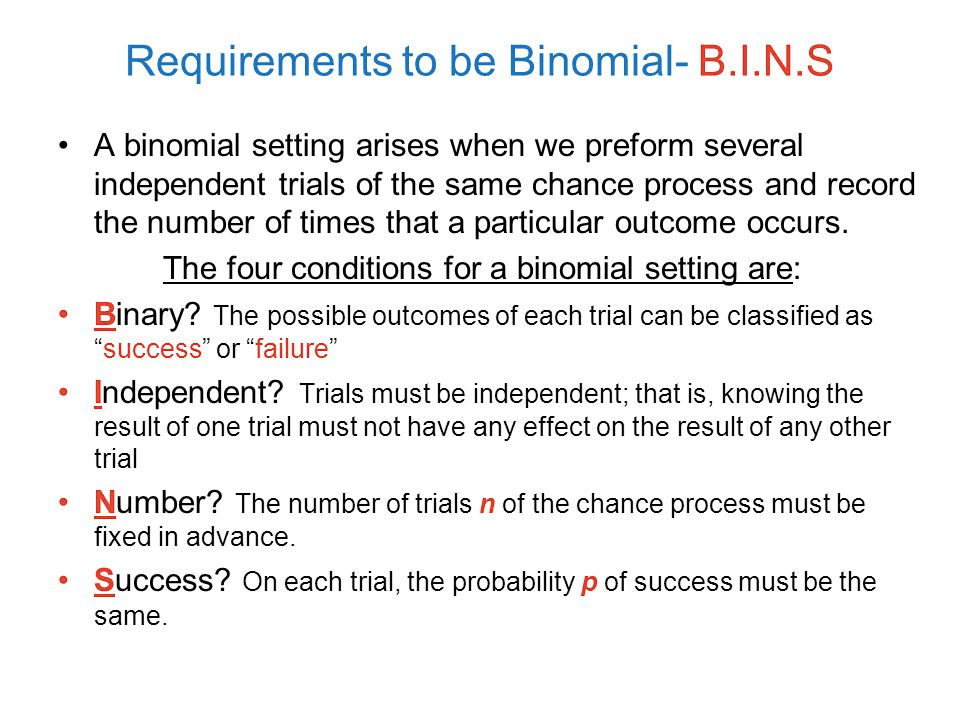 Requirements to be Binomial- B.I.N.S
• A binomial setting arises when we preform several
independent trials of the same chance process and record
the number of times that a particular outcome occurs.
The four conditions for a binomial setting are:
• Binary? The possible outcomes of each trial can be classified as
“success” or “failure”
• Independent? Trials must be independent; that is, knowing the
result of one trial must not have any effect on the result of any other
trial
• Number? The number of trials n of the chance process must be
fixed in advance.
• Success? On each trial, the probability p of success must be the
same.